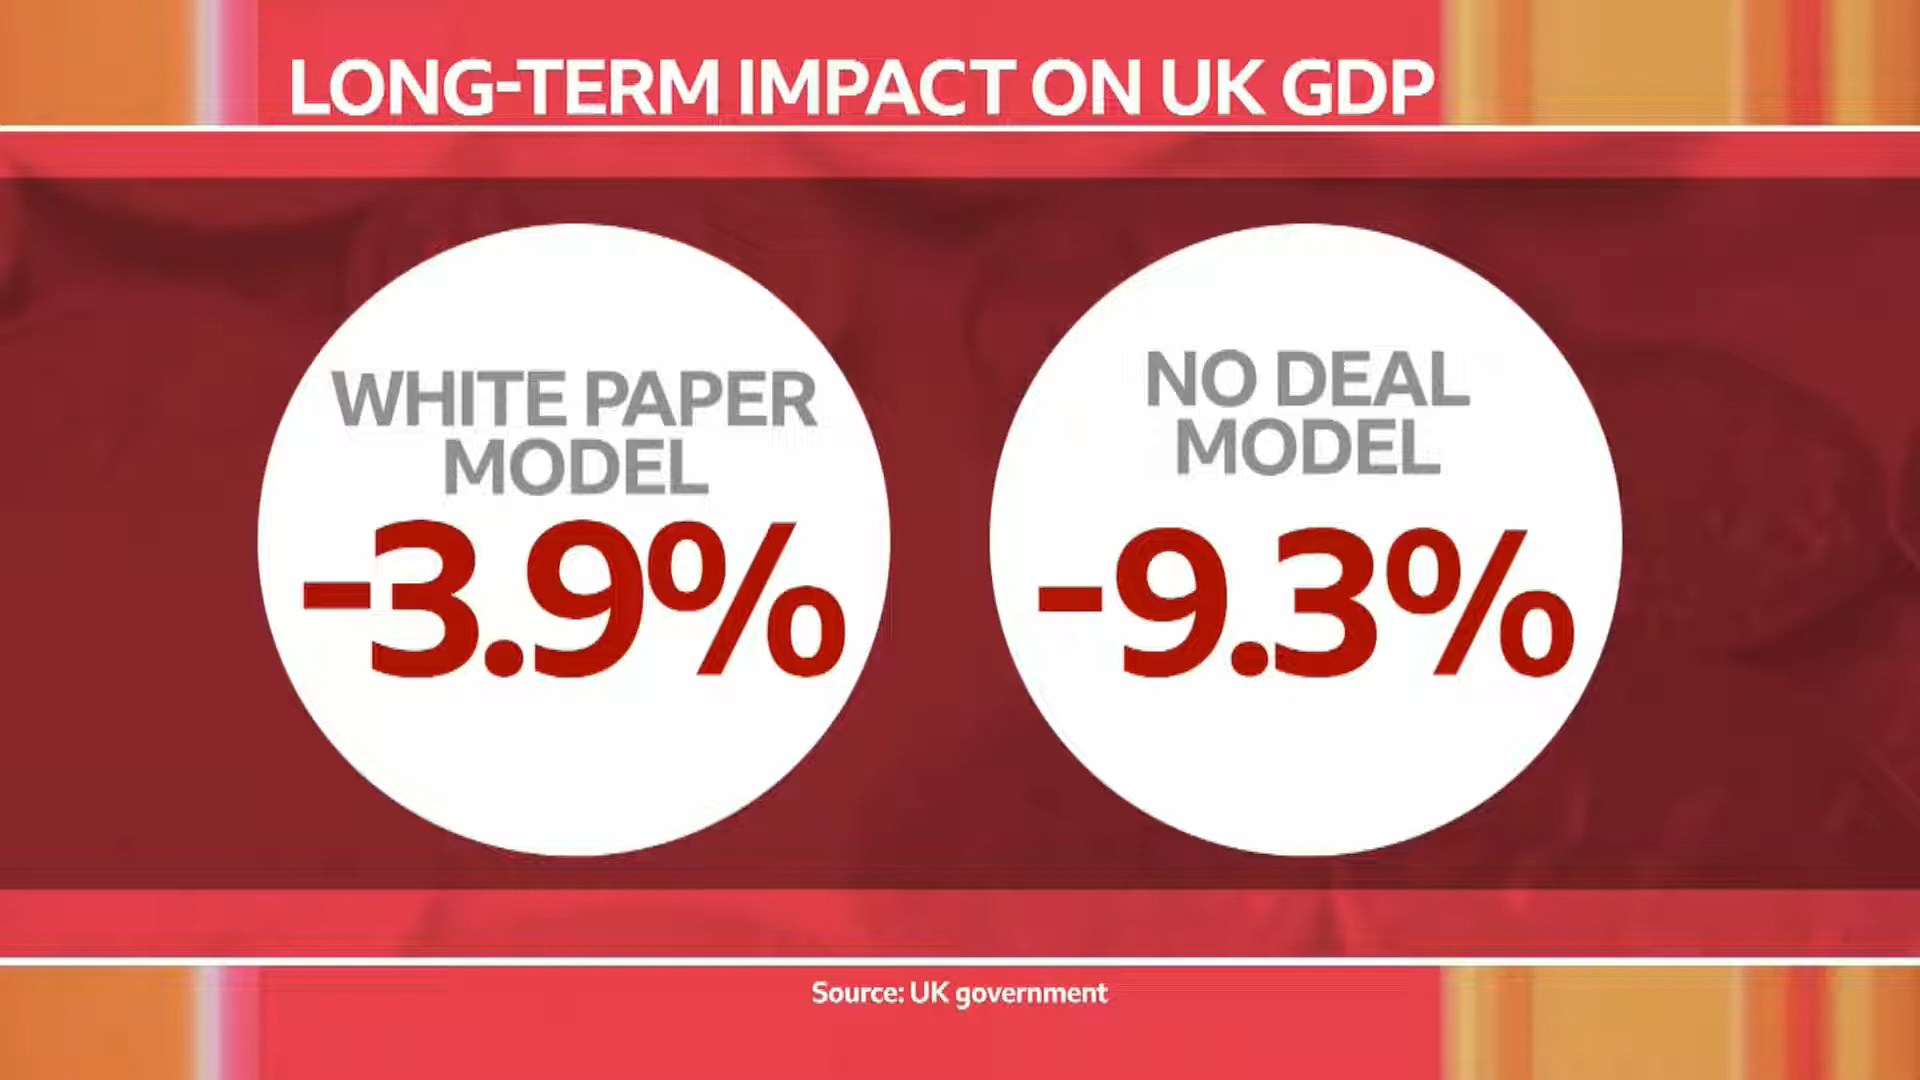 LONG-TERM IMPACT ON UK GDP
WHITE PAPER
MODEL
-3.9%
NO DEAL
MODEL
-9.3%
Source: UK government